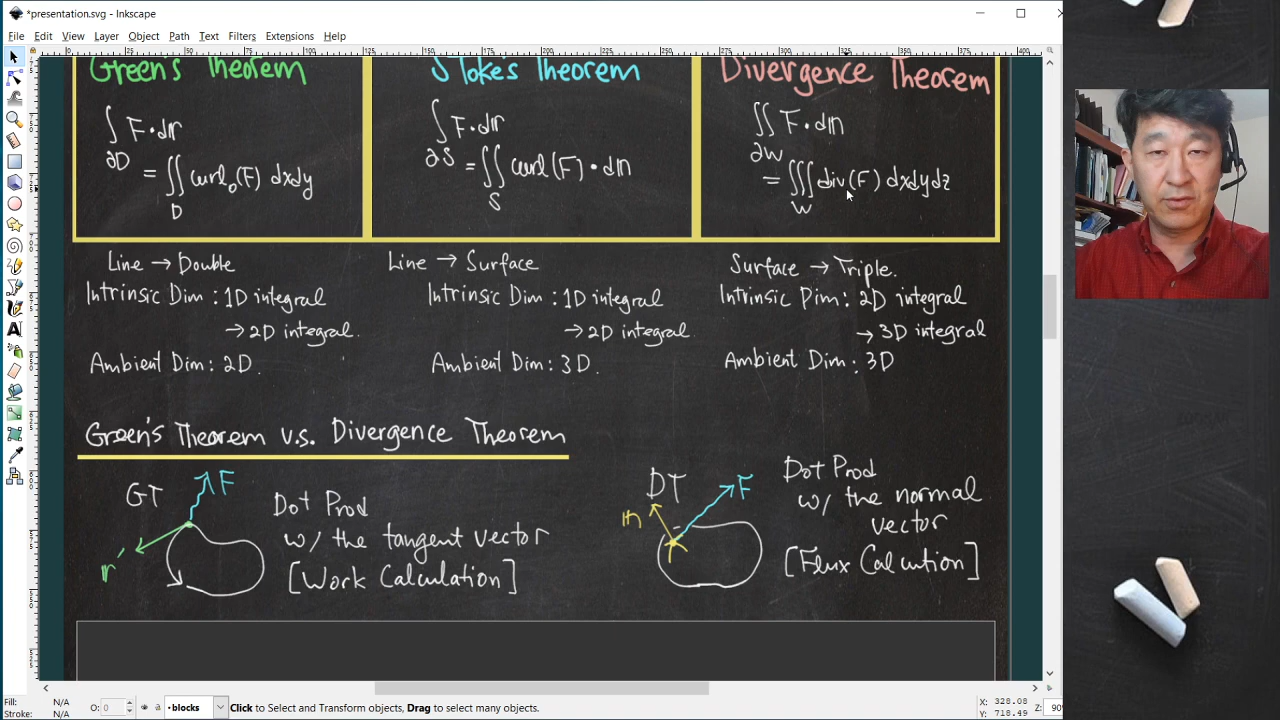 *presentation.svg - Inkscape
File Edit View Layer Object Path Text Filters Extensions Help
Green's Theorem
∫ F·dr
∂D
= ∬ curl₀(F) dxdy
D
Line → Double
Intrinsic Dim : 1D integral
→ 2D integral.
Ambient Dim : 2D.
Stoke's Theorem
∫ F·dr
∂S
= ∬ curl(F) · dn
S
Line → Surface
Intrinsic Dim : 1D integral
→ 2D integral.
Ambient Dim : 3D.
Divergence Theorem
∬ F·dn
∂W
= ∭ div(F) dxdydz
W
Surface → Triple.
Intrinsic Dim : 2D integral
→ 3D integral
Ambient Dim : 3D
Green's Theorem v.s. Divergence Theorem
GT
F
r'
Dot Prod
w/ the tangent vector
[Work Calculation]
DT
F
n
Dot Prod
w/ the normal
vector
[Flux Calcution]
Fill: N/A
Stroke: N/A
O: 0
•blocks
Click to Select and Transform objects, Drag to select many objects.
X: 328.08
Y: 718.49
Z: 90